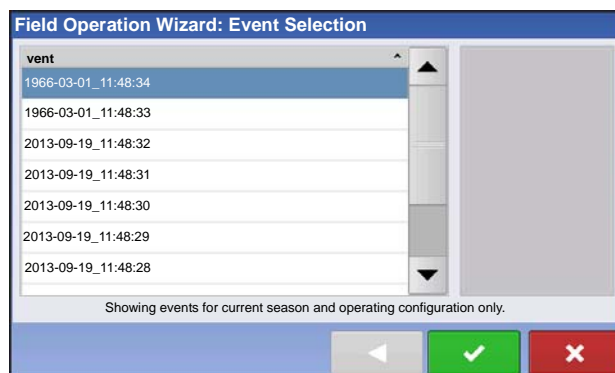 Field Operation Wizard: Event Selection
vent
1966-03-01_11:48:34
1966-03-01_11:48:33
2013-09-19_11:48:32
2013-09-19_11:48:31
2013-09-19_11:48:30
2013-09-19_11:48:29
2013-09-19_11:48:28
Showing events for current season and operating configuration only.